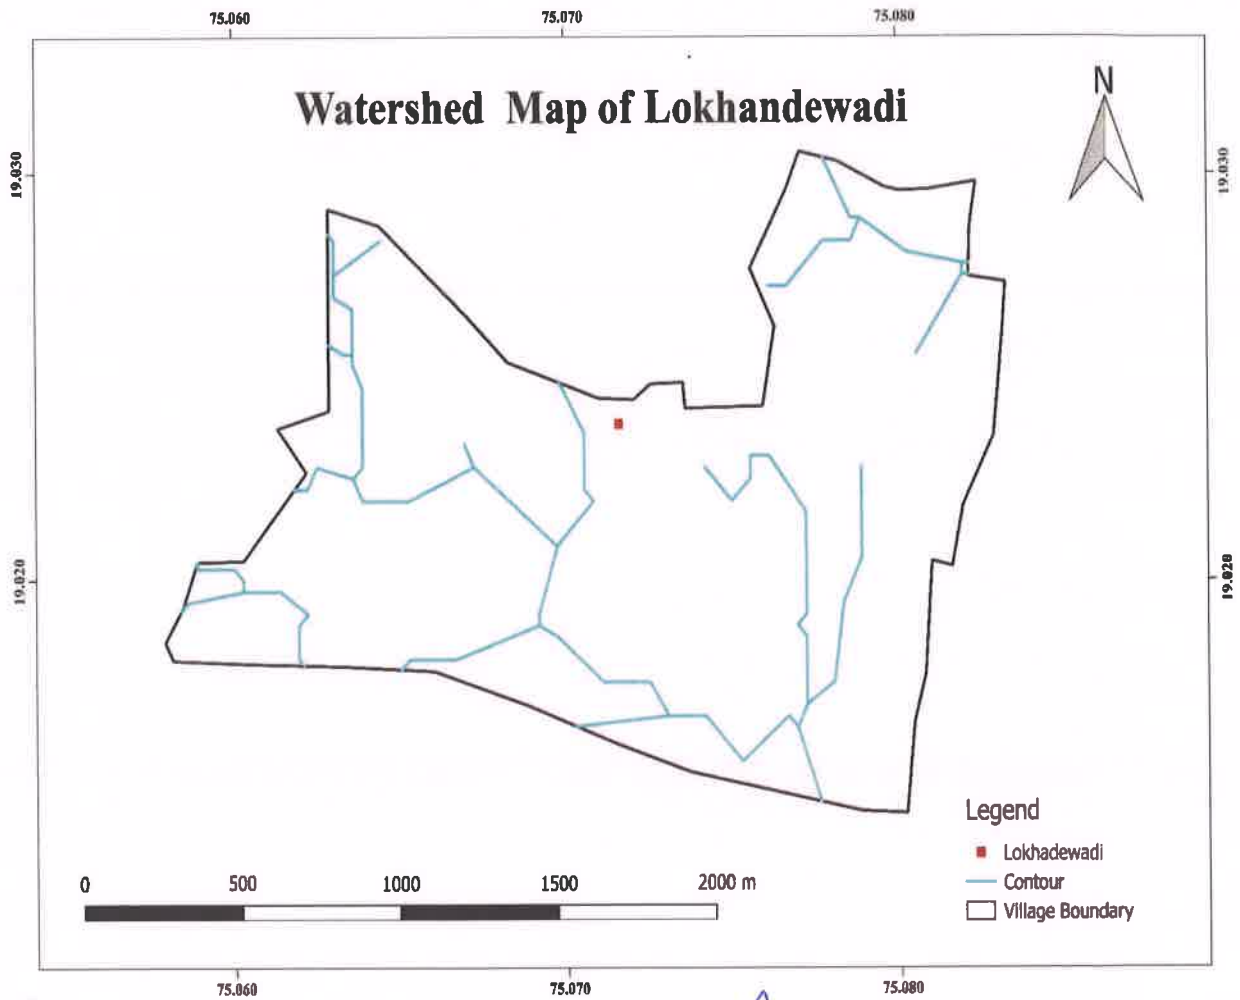 75.060 75.070 75.080
N
Watershed Map of Lokhandewadi
19.030 19.030
19.020 19.020
Legend
Lokhadewadi
Contour
Village Boundary
0 500 1000 1500 2000 m
75.060 75.070 75.080